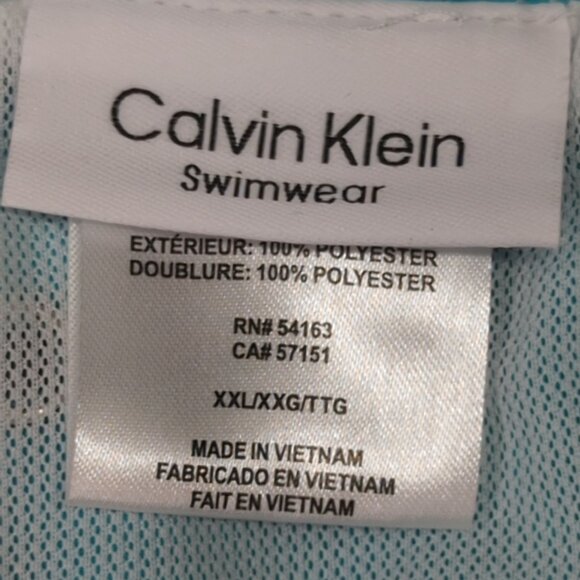 Calvin Klein
Swimwear
EXTÉRIEUR: 100% POLYESTER
DOUBLURE: 100% POLYESTER
RN# 54163
CA# 57151
XXL/XXG/TTG
MADE IN VIETNAM
FABRICADO EN VIETNAM
FAIT EN VIETNAM